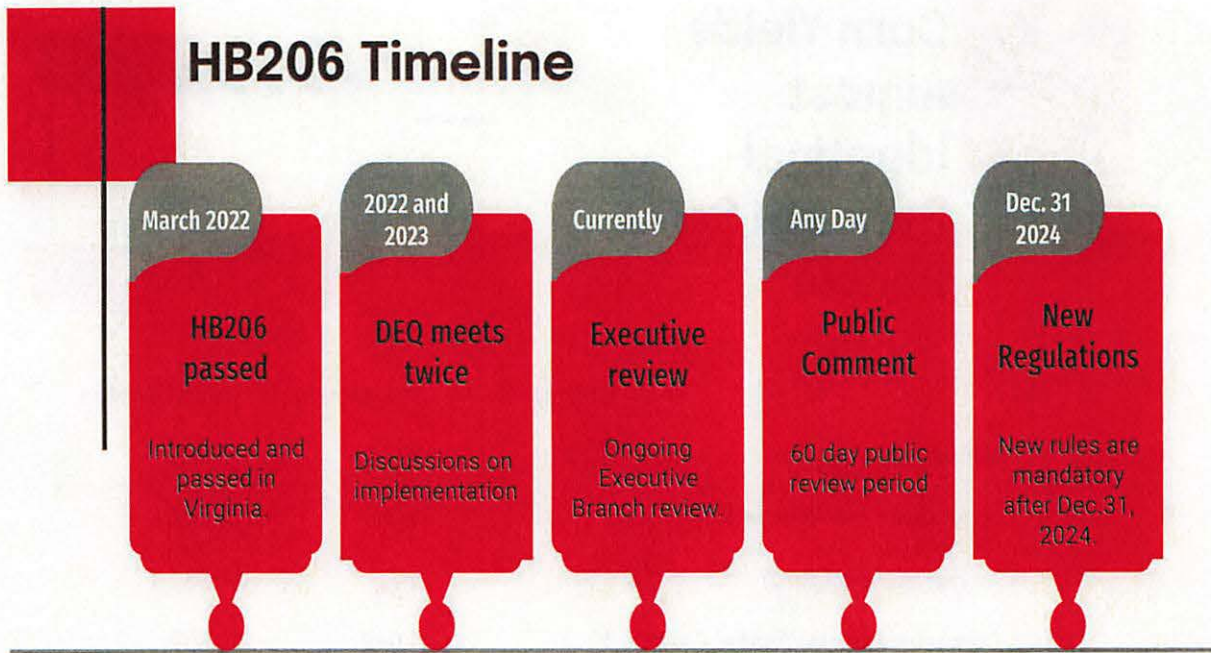 HB206 Timeline
March 2022
HB206
passed
Introduced and
passed in
Virginia.
2022 and
2023
DEQ meets
twice
Discussions on
implementation
Currently
Executive
review
Ongoing
Executive
Branch review.
Any Day
Public
Comment
60 day public
review period
Dec. 31
2024
New
Regulations
New rules are
mandatory
after Dec.31,
2024.